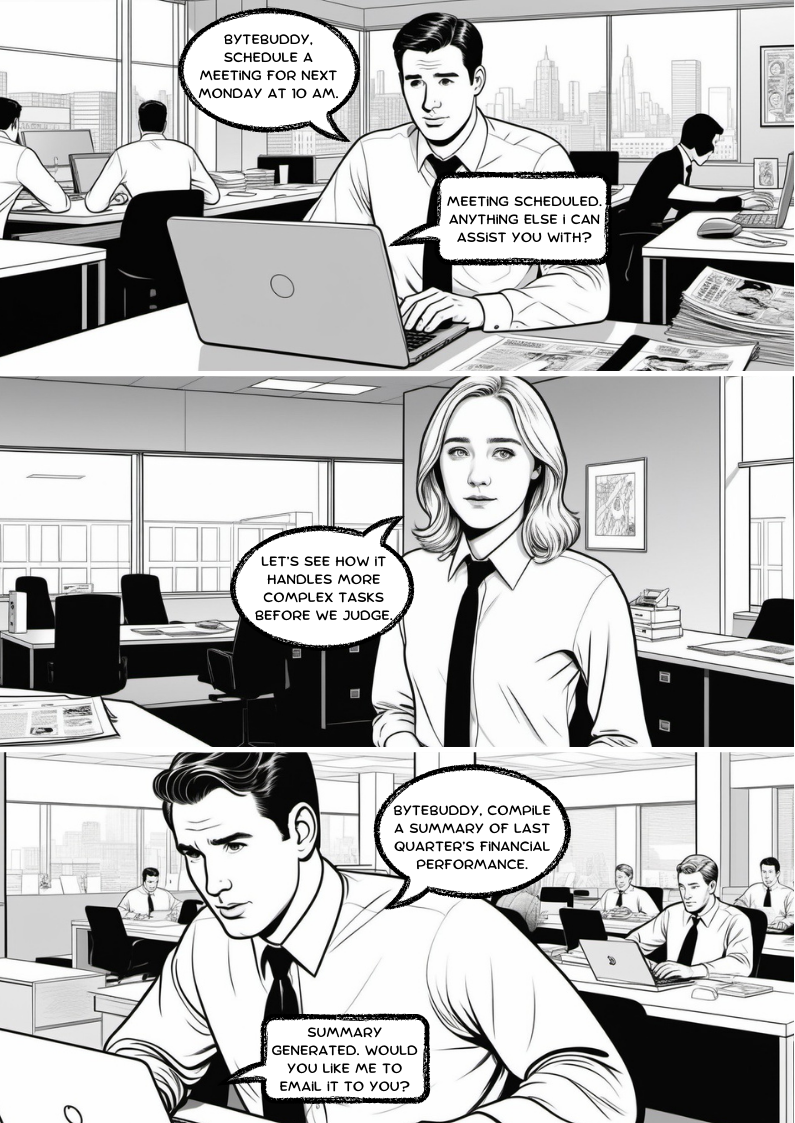 BYTEBUDDY,
SCHEDULE A
MEETING FOR NEXT
MONDAY AT 10 AM.
MEETING SCHEDULED.
ANYTHING ELSE I CAN
ASSIST YOU WITH?
LET'S SEE HOW IT
HANDLES MORE
COMPLEX TASKS
BEFORE WE JUDGE.
BYTEBUDDY, COMPILE
A SUMMARY OF LAST
QUARTER'S FINANCIAL
PERFORMANCE.
SUMMARY
GENERATED. WOULD
YOU LIKE ME TO
EMAIL IT TO YOU?